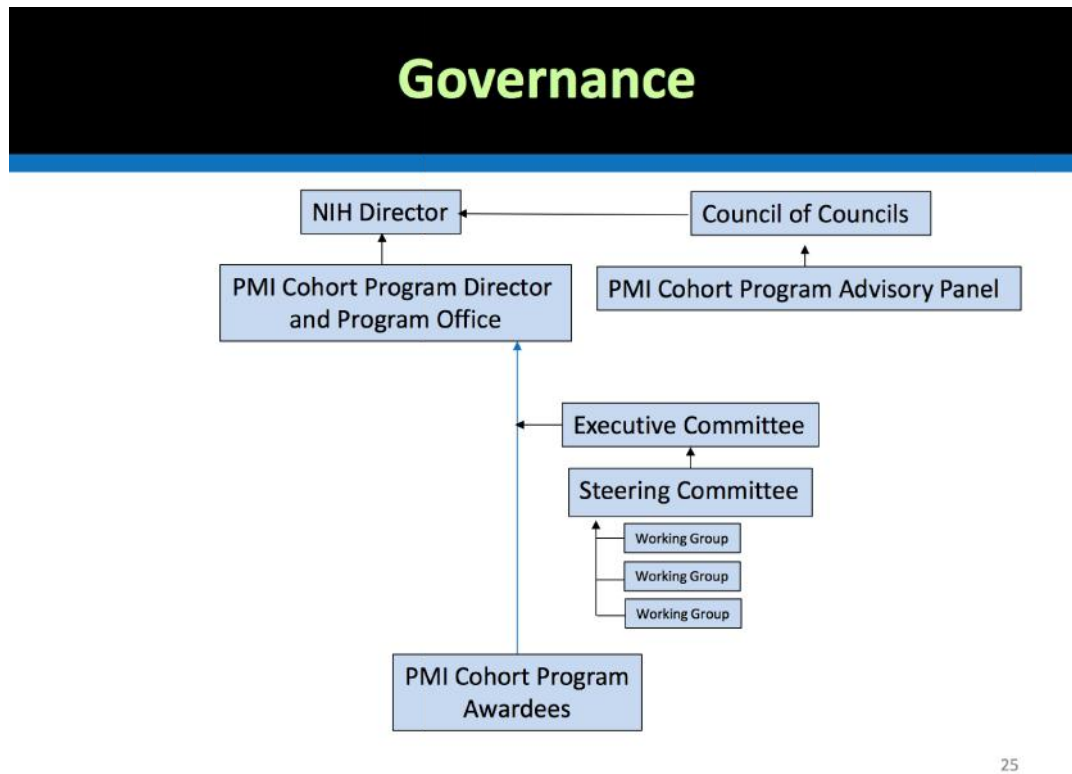 Governance
NIH Director
Council of Councils
PMI Cohort Program Director
and Program Office
PMI Cohort Program Advisory Panel
Executive Committee
Steering Committee
Working Group
Working Group
Working Group
PMI Cohort Program
Awardees
25